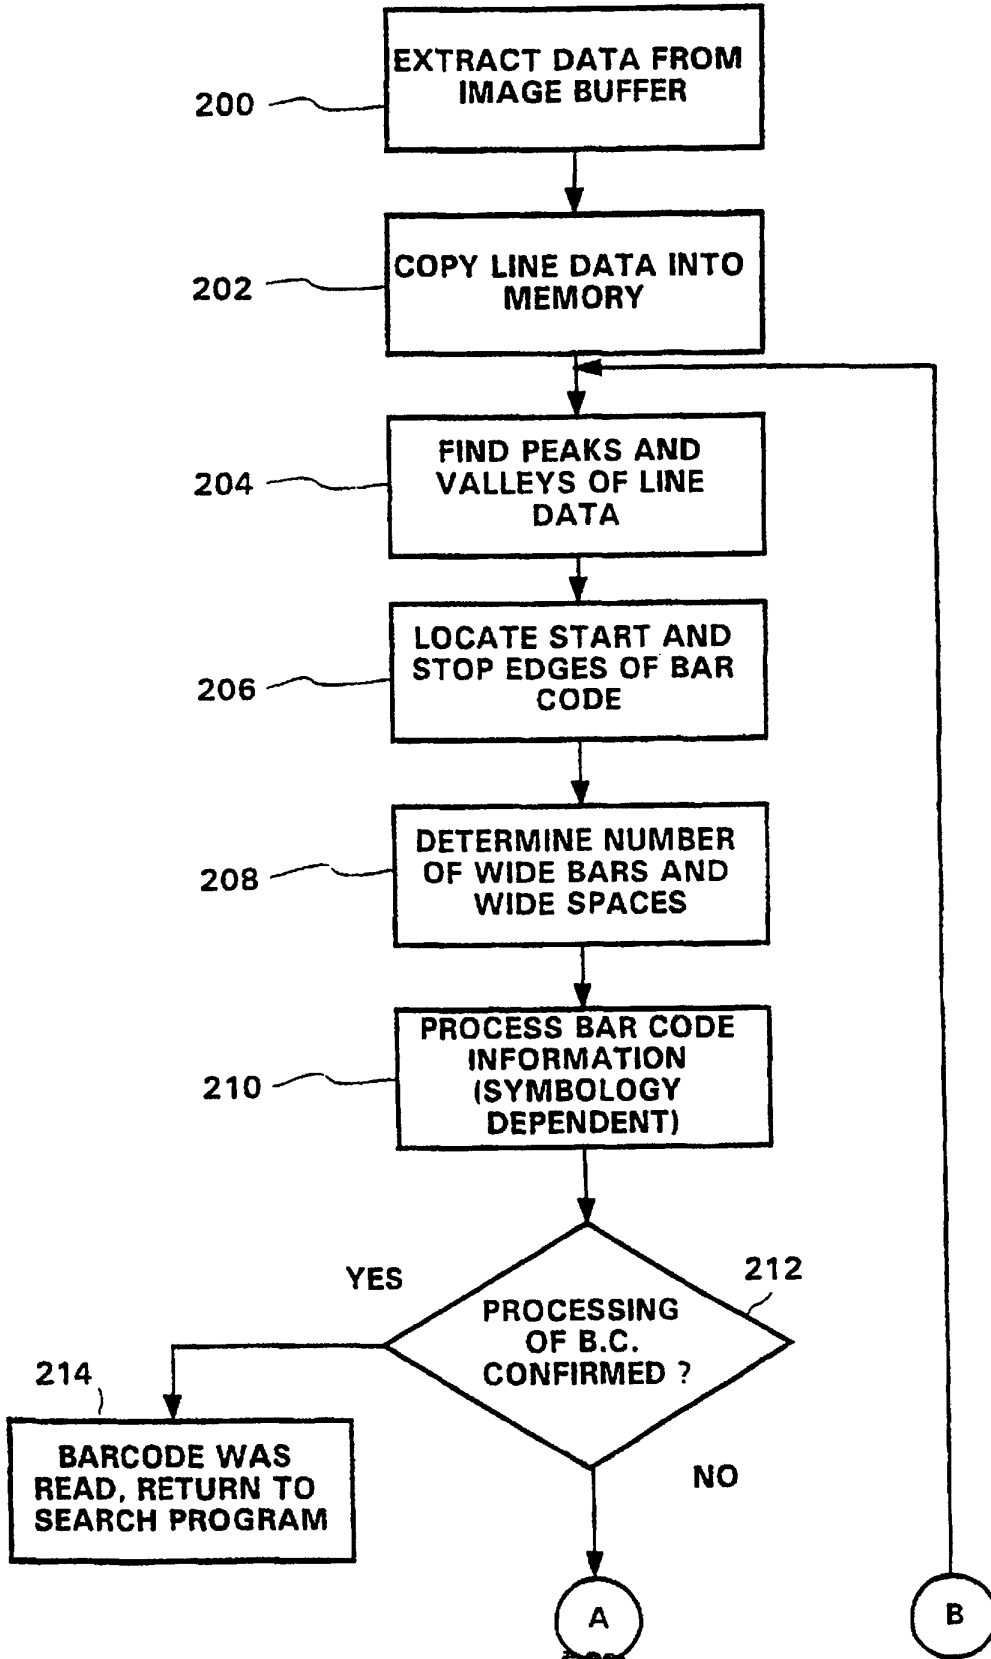 EXTRACT DATA FROM
IMAGE BUFFER
200
COPY LINE DATA INTO
MEMORY
202
FIND PEAKS AND
VALLEYS OF LINE
DATA
204
LOCATE START AND
STOP EDGES OF BAR
CODE
206
DETERMINE NUMBER
OF WIDE BARS AND
WIDE SPACES
208
PROCESS BAR CODE
INFORMATION
(SYMBOLOGY
DEPENDENT)
210
YES
212
PROCESSING
OF B.C.
CONFIRMED ?
214
BARCODE WAS
READ, RETURN TO
SEARCH PROGRAM
NO
A
B